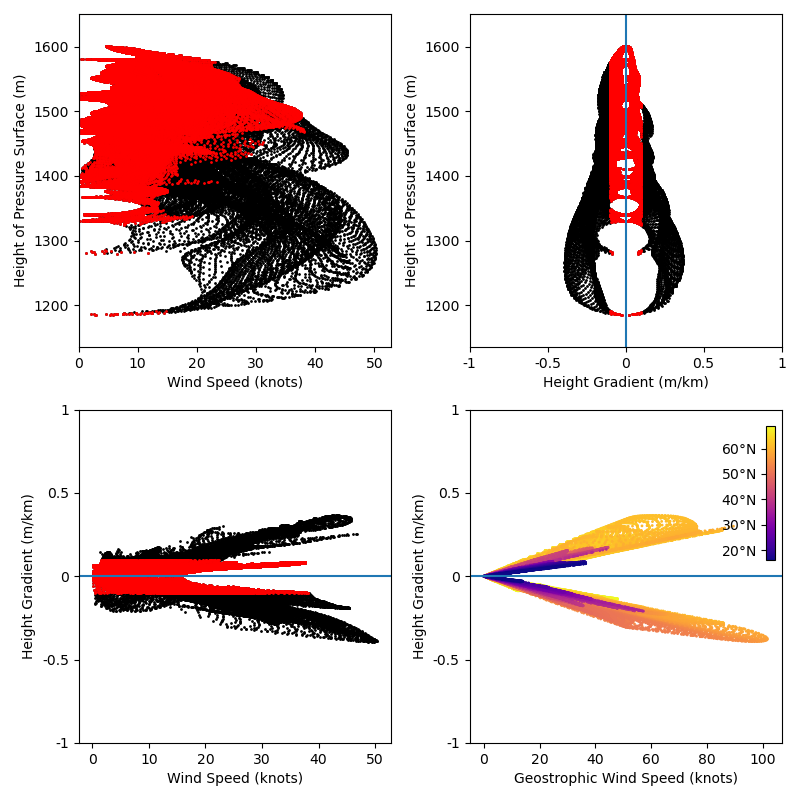 1600
1500
1400
1300
1200
Height of Pressure Surface (m)
0 10 20 30 40 50
Wind Speed (knots)
1600
1500
1400
1300
1200
Height of Pressure Surface (m)
-1 -0.5 0 0.5 1
Height Gradient (m/km)
1
0.5
0
-0.5
-1
Height Gradient (m/km)
0 10 20 30 40 50
Wind Speed (knots)
1
0.5
0
-0.5
-1
Height Gradient (m/km)
60°N
50°N
40°N
30°N
20°N
0 20 40 60 80 100
Geostrophic Wind Speed (knots)